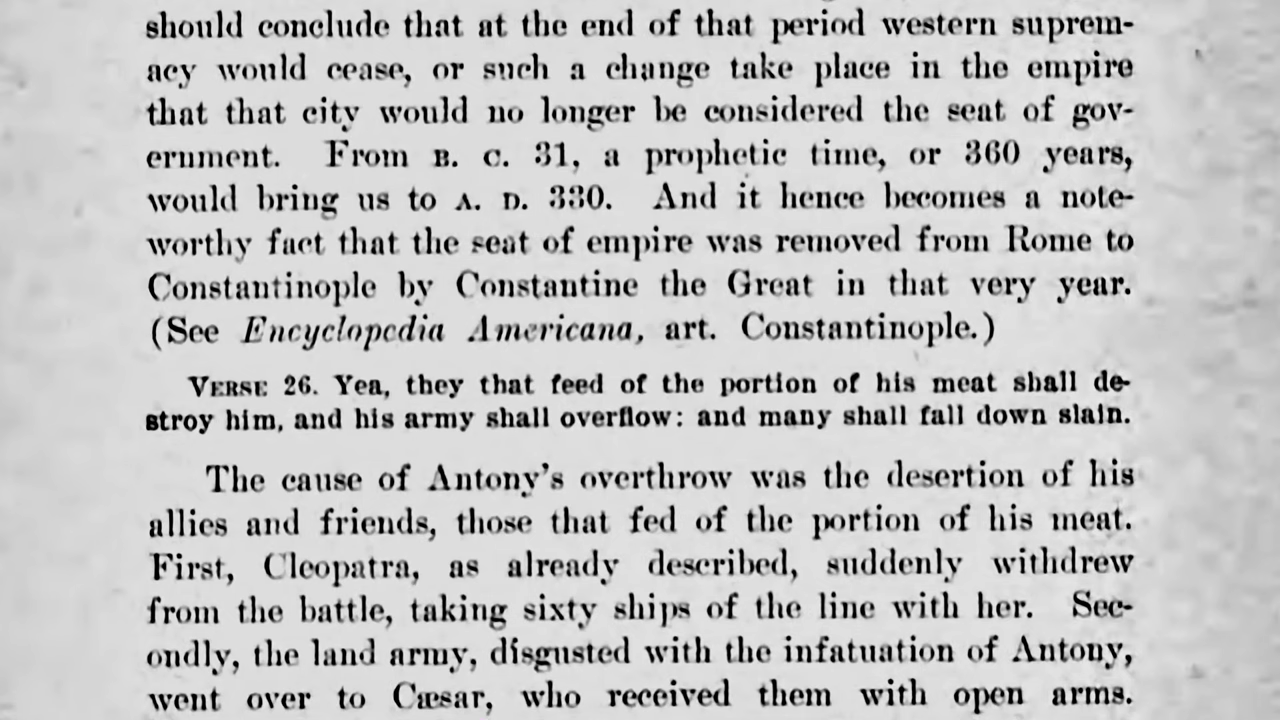 should conclude that at the end of that period western suprem-
acy would cease, or such a change take place in the empire
that that city would no longer be considered the seat of gov-
ernment. From B. C. 31, a prophetic time, or 360 years,
would bring us to A. D. 330. And it hence becomes a note-
worthy fact that the seat of empire was removed from Rome to
Constantinople by Constantine the Great in that very year.
(See Encyclopedia Americana, art. Constantinople.)
VERSE 26. Yea, they that feed of the portion of his meat shall de-
stroy him, and his army shall overflow: and many shall fall down slain.
The cause of Antony's overthrow was the desertion of his
allies and friends, those that fed of the portion of his meat.
First, Cleopatra, as already described, suddenly withdrew
from the battle, taking sixty ships of the line with her. Sec-
ondly, the land army, disgusted with the infatuation of Antony,
went over to Cæsar, who received them with open arms.